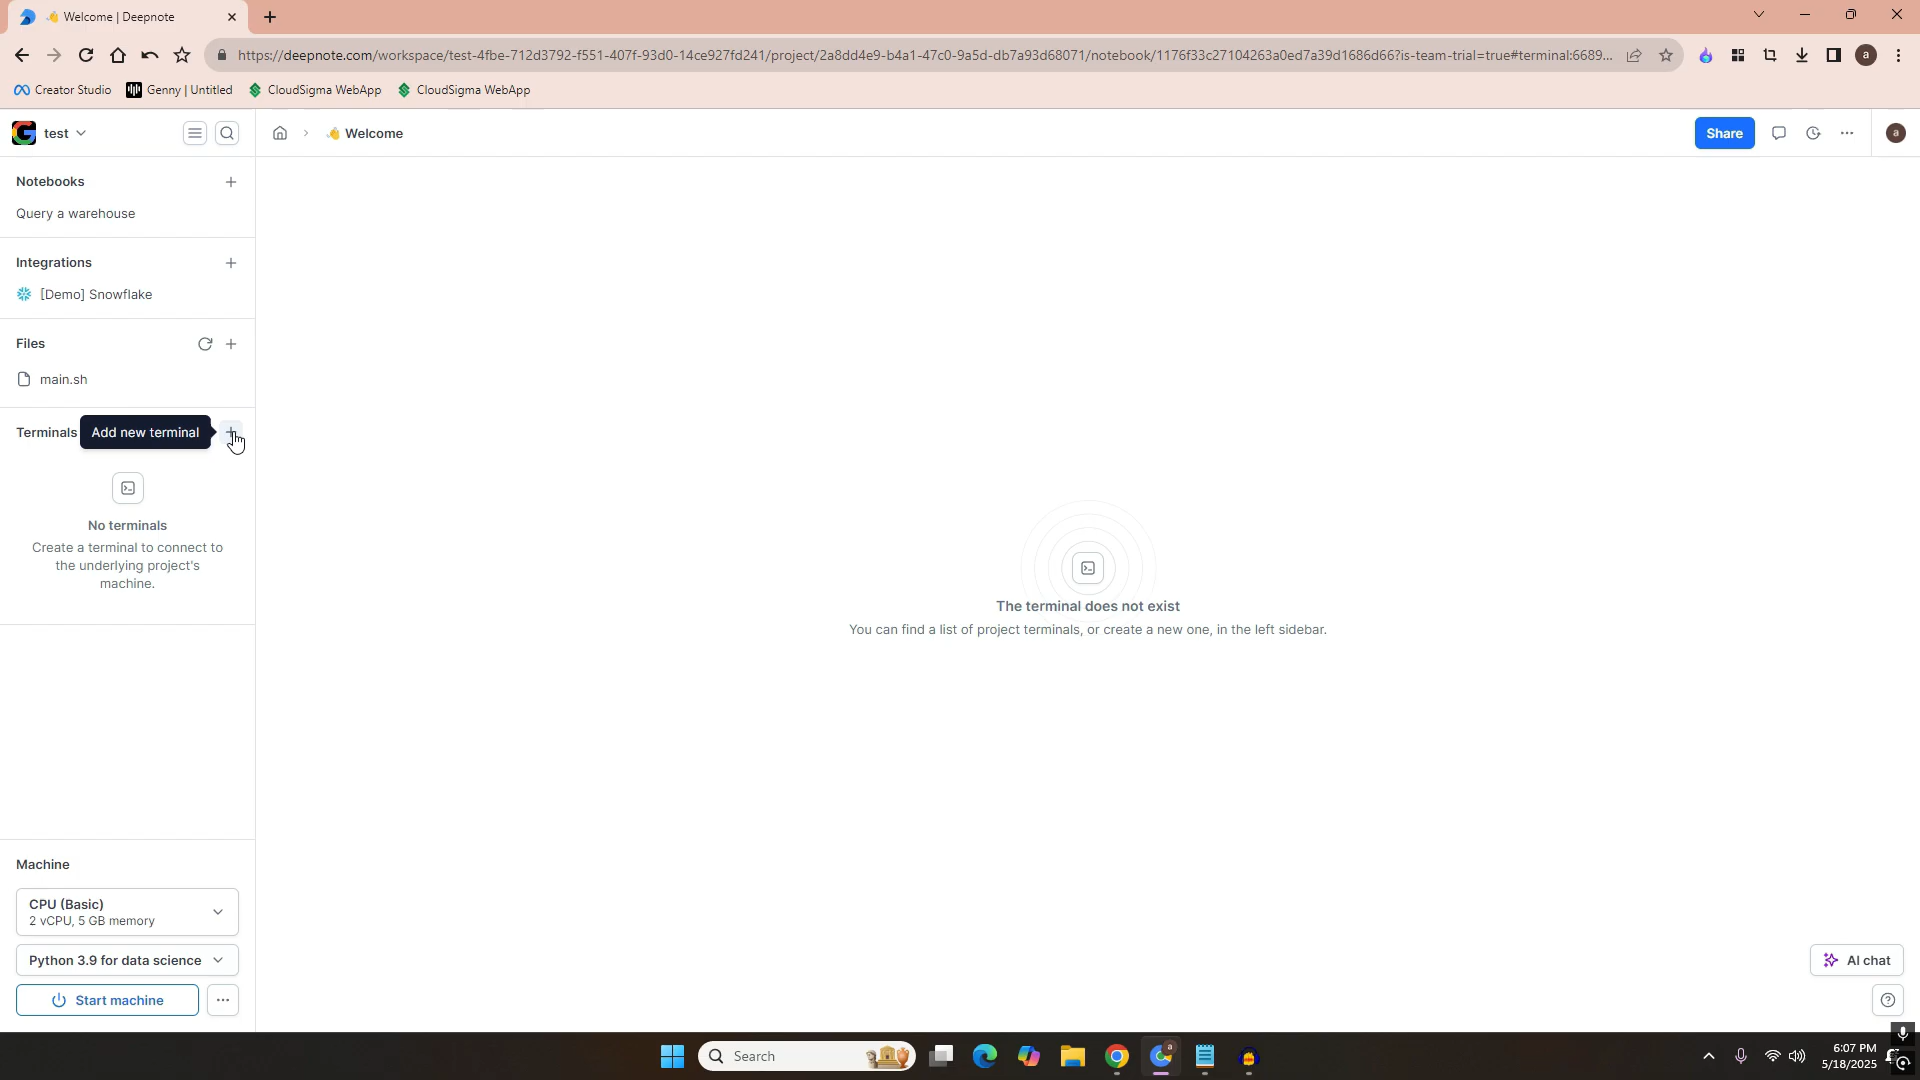 👋 Welcome | Deepnote
https://deepnote.com/workspace/test-4fbe-712d3792-f551-407f-93d0-14ce927fd241/project/2a8dd4e9-b4a1-47c0-9a5d-db7a93d68071/notebook/1176f33c27104263a0ed7a39d1686d66?is-team-trial=true#terminal:6689...
a
Creator Studio
Genny | Untitled
CloudSigma WebApp
CloudSigma WebApp
test
👋 Welcome
Share
a
Notebooks
Query a warehouse
Integrations
[Demo] Snowflake
Files
main.sh
Terminals
Add new terminal
No terminals
Create a terminal to connect to
the underlying project's
machine.
The terminal does not exist
You can find a list of project terminals, or create a new one, in the left sidebar.
Machine
CPU (Basic)
2 vCPU, 5 GB memory
Python 3.9 for data science
Start machine
AI chat
Search
a
6:07 PM
5/18/2025